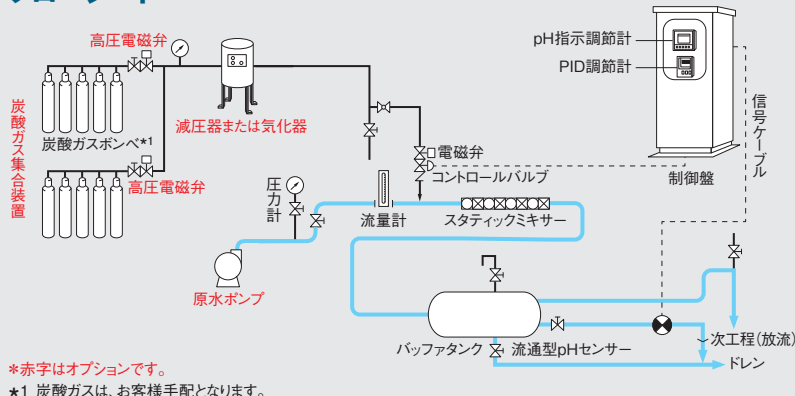 高圧電磁弁
pH指示調節計
PID調節計
炭酸ガス集合装置
炭酸ガスボンベ*1
減圧器または気化器
信号ケーブル
電磁弁
高圧電磁弁
圧力計
コントロールバルブ
制御盤
流量計
スタティックミキサー
原水ポンプ
バッファタンク
流通型pHセンサー
次工程(放流)
ドレン
*赤字はオプションです。
*1 炭酸ガスは、お客様手配となります。